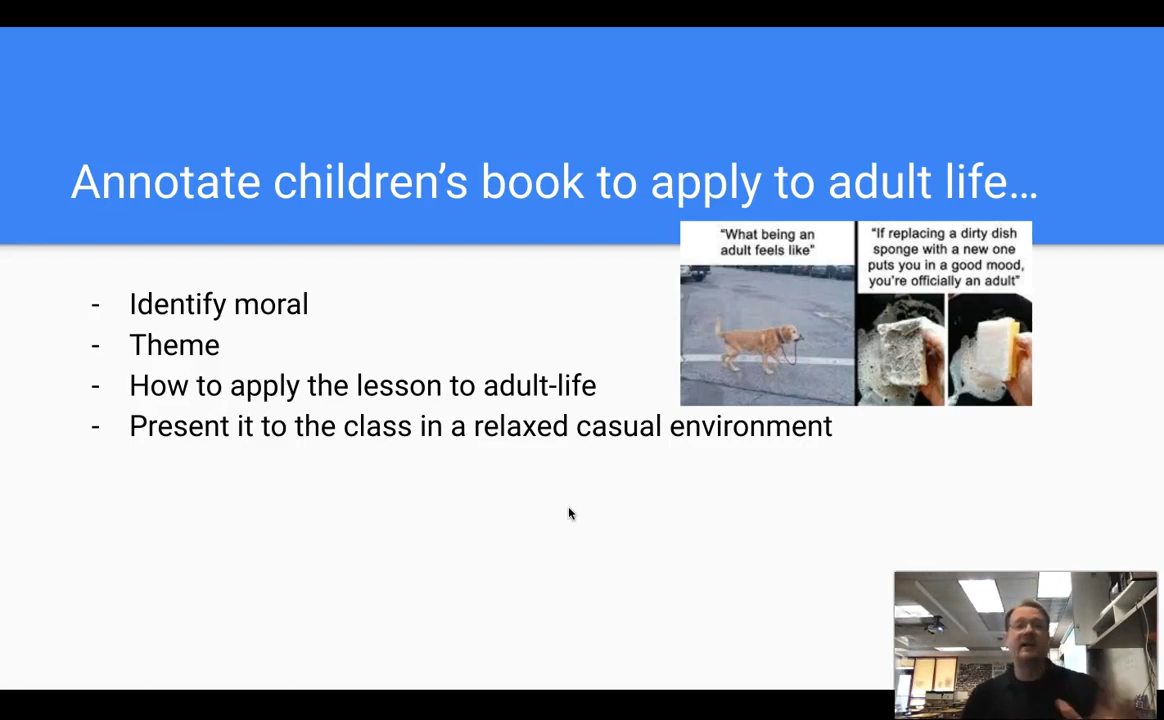 Annotate children’s book to apply to adult life…
“What being an
adult feels like”
“If replacing a dirty dish
sponge with a new one
puts you in a good mood,
you’re officially an adult”
- Identify moral
- Theme
- How to apply the lesson to adult-life
- Present it to the class in a relaxed casual environment